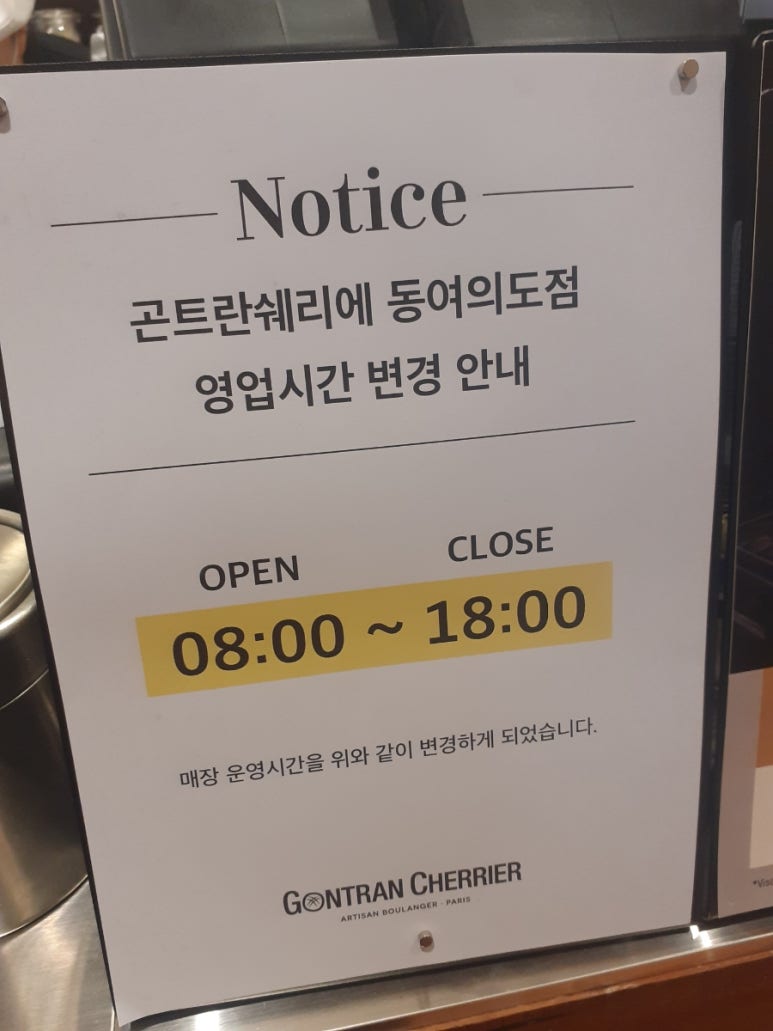 Notice
곤트란쉐리에 동여의도점
영업시간 변경 안내
OPEN CLOSE
08:00 ~ 18:00
매장 운영시간을 위와 같이 변경하게 되었습니다.
GONTRAN CHERRIER
ARTISAN BOULANGER · PARIS